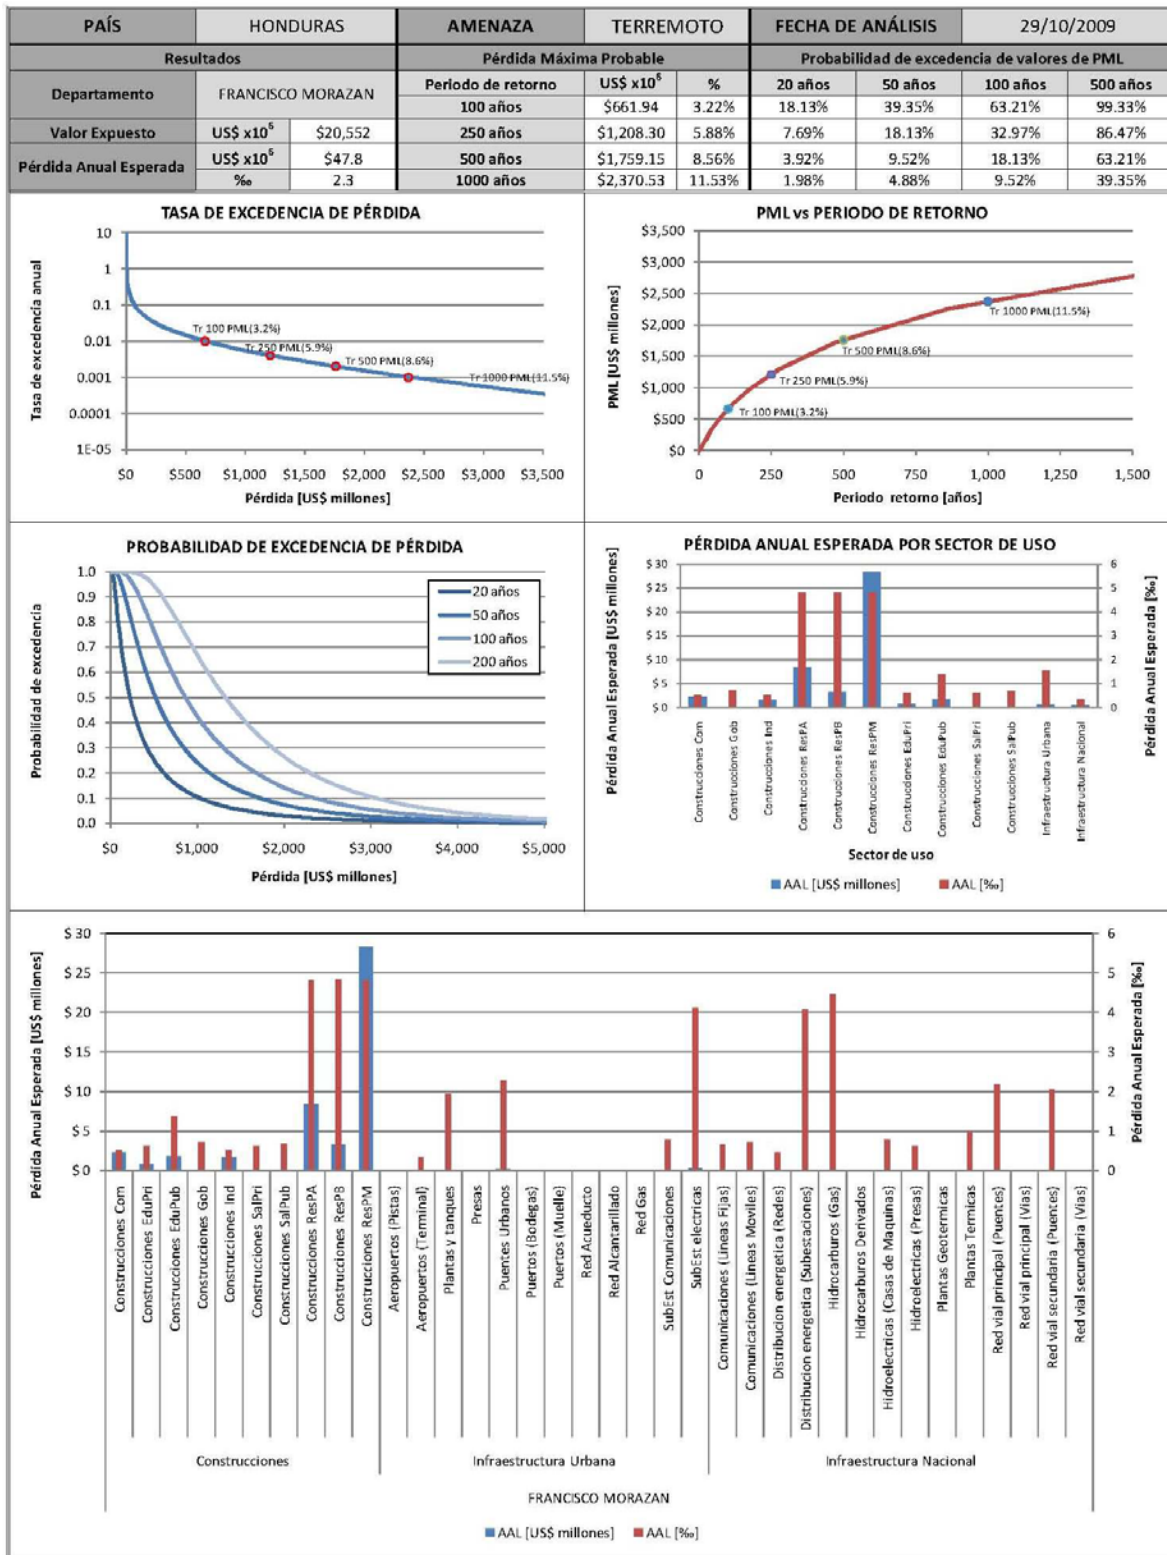 PAÍS HONDURAS AMENAZA TERREMOTO FECHA DE ANÁLISIS 29/10/2009
Resultados Pérdida Máxima Probable Probabilidad de excedencia de valores de PML
Departamento FRANCISCO MORAZAN Periodo de retorno US$ x10⁶ % 20 años 50 años 100 años 500 años
100 años $661.94 3.22% 18.13% 39.35% 63.21% 99.33%
Valor Expuesto US$ x10⁶ $20,552 250 años $1,208.30 5.88% 7.69% 18.13% 32.97% 86.47%
Pérdida Anual Esperada US$ x10⁶ $47.8 500 años $1,759.15 8.56% 3.92% 9.52% 18.13% 63.21%
‰ 2.3 1000 años $2,370.53 11.53% 1.98% 4.88% 9.52% 39.35%
TASA DE EXCEDENCIA DE PÉRDIDA
Tasa de excedencia anual
10
1
0.1
0.01
0.001
0.0001
1E-05
Tr 100 PML(3.2%)
Tr 250 PML(5.9%)
Tr 500 PML(8.6%)
Tr 1000 PML(11.5%)
$0 $500 $1,000 $1,500 $2,000 $2,500 $3,000 $3,500
Pérdida [US$ millones]
PML vs PERIODO DE RETORNO
PML [US$ millones]
$3,500
$3,000
$2,500
$2,000
$1,500
$1,000
$500
$0
Tr 1000 PML(11.5%)
Tr 500 PML(8.6%)
Tr 250 PML(5.9%)
Tr 100 PML(3.2%)
0 250 500 750 1,000 1,250 1,500
Periodo retorno [años]
PROBABILIDAD DE EXCEDENCIA DE PÉRDIDA
Probabilidad de excedencia
1.0
0.9
0.8
0.7
0.6
0.5
0.4
0.3
0.2
0.1
0.0
20 años
50 años
100 años
200 años
$0 $1,000 $2,000 $3,000 $4,000 $5,000
Pérdida [US$ millones]
PÉRDIDA ANUAL ESPERADA POR SECTOR DE USO
Pérdida Anual Esperada [US$ millones]
$ 30
$ 25
$ 20
$ 15
$ 10
$ 5
$ 0
6
5
4
3
2
1
0
Pérdida Anual Esperada [‰]
Construcciones Com
Construcciones Gob
Construcciones Ind
Construcciones ResPA
Construcciones ResPB
Construcciones ResPM
Construcciones EduPri
Construcciones EduPub
Construcciones SalPri
Construcciones SalPub
Infraestructura Urbana
Infraestructura Nacional
Sector de uso
AAL [US$ millones] AAL [‰]
Pérdida Anual Esperada [US$ millones]
$ 30
$ 25
$ 20
$ 15
$ 10
$ 5
$ 0
6
5
4
3
2
1
0
Pérdida Anual Esperada [‰]
Construcciones Com
Construcciones EduPri
Construcciones EduPub
Construcciones Gob
Construcciones Ind
Construcciones SalPri
Construcciones SalPub
Construcciones ResPA
Construcciones ResPB
Construcciones ResPM
Aeropuertos (Pistas)
Aeropuertos (Terminal)
Plantas y tanques
Presas
Puentes Urbanos
Puertos (Bodegas)
Puertos (Muelle)
Red Acueducto
Red Alcantarillado
Red Gas
SubEst Comunicaciones
SubEst electricas
Comunicaciones (Lineas Fijas)
Comunicaciones (Lineas Moviles)
Distribucion energetica (Redes)
Distribucion energetica (Subestaciones)
Hidrocarburos (Gas)
Hidrocarburos Derivados
Hidroelectricas (Casas de Maquinas)
Hidroelectricas (Presas)
Plantas Geotermicas
Plantas Termicas
Red vial principal (Puentes)
Red vial principal (Vias)
Red vial secundaria (Puentes)
Red vial secundaria (Vias)
Construcciones Infraestructura Urbana Infraestructura Nacional
FRANCISCO MORAZAN
AAL [US$ millones] AAL [‰]